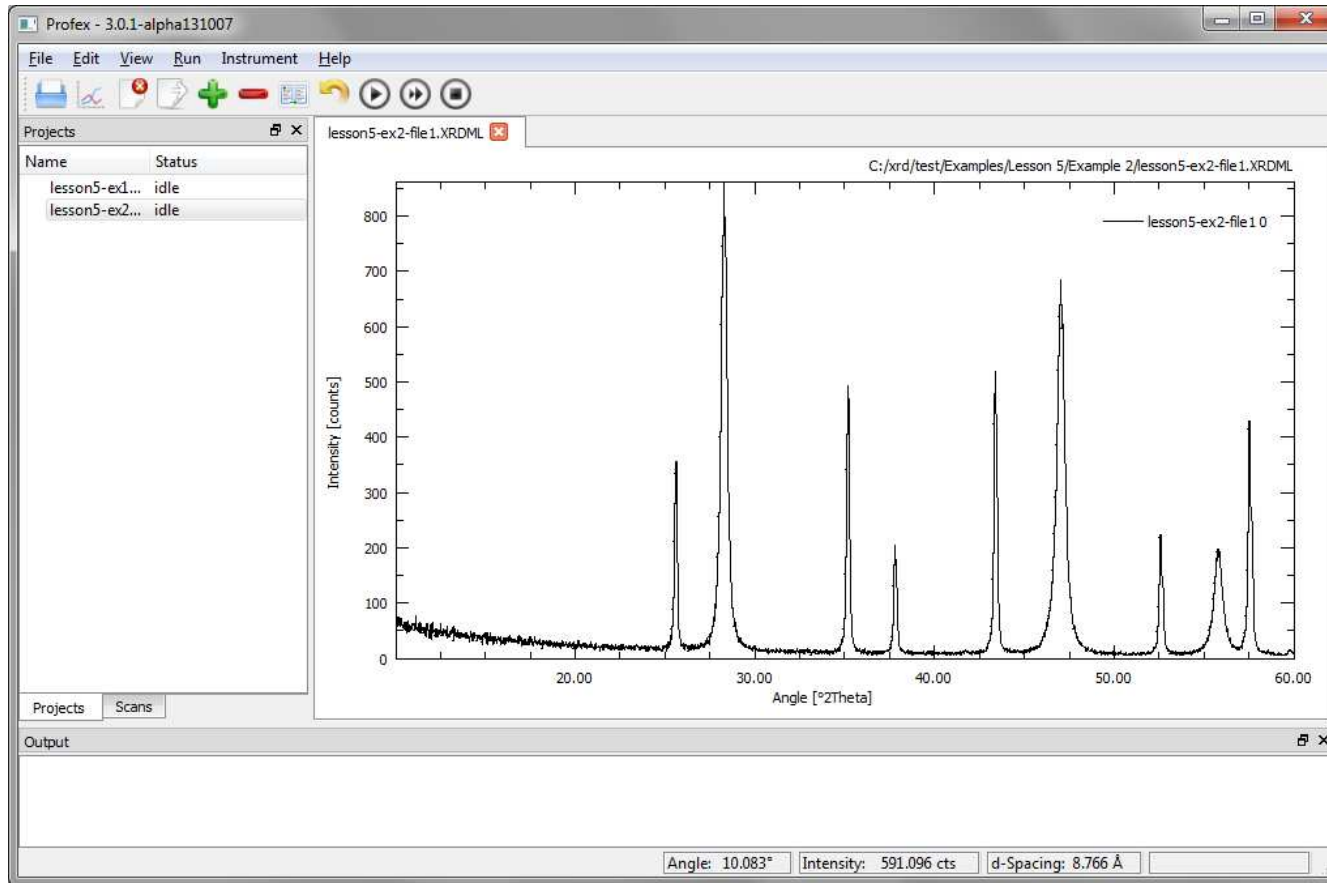 Profex - 3.0.1-alpha131007
File Edit View Run Instrument Help
Projects
lesson5-ex2-file1.XRDML
Name Status
lesson5-ex1... idle
lesson5-ex2... idle
C:/xrd/test/Examples/Lesson 5/Example 2/lesson5-ex2-file1.XRDML
lesson5-ex2-file1 0
Intensity [counts]
800
700
600
500
400
300
200
100
0
20.00 30.00 40.00 50.00 60.00
Angle [°2Theta]
Projects Scans
Output
Angle: 10.083° Intensity: 591.096 cts d-Spacing: 8.766 Å